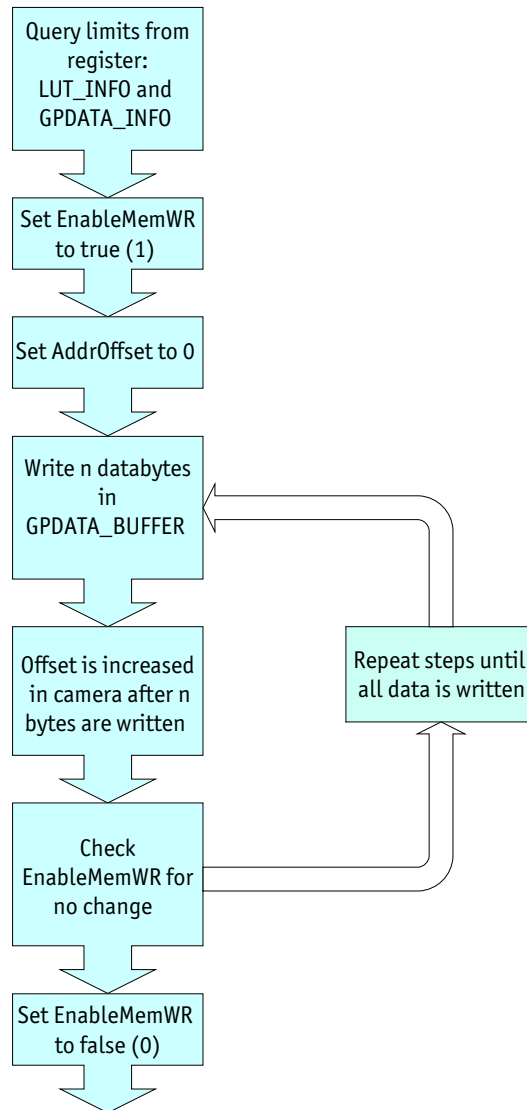 Query limits from
register:
LUT_INFO and
GPDATA_INFO
Set EnableMemWR
to true (1)
Set AddrOffset to 0
Write n databytes
in
GPDATA_BUFFER
Offset is increased
in camera after n
bytes are written
Repeat steps until
all data is written
Check
EnableMemWR for
no change
Set EnableMemWR
to false (0)